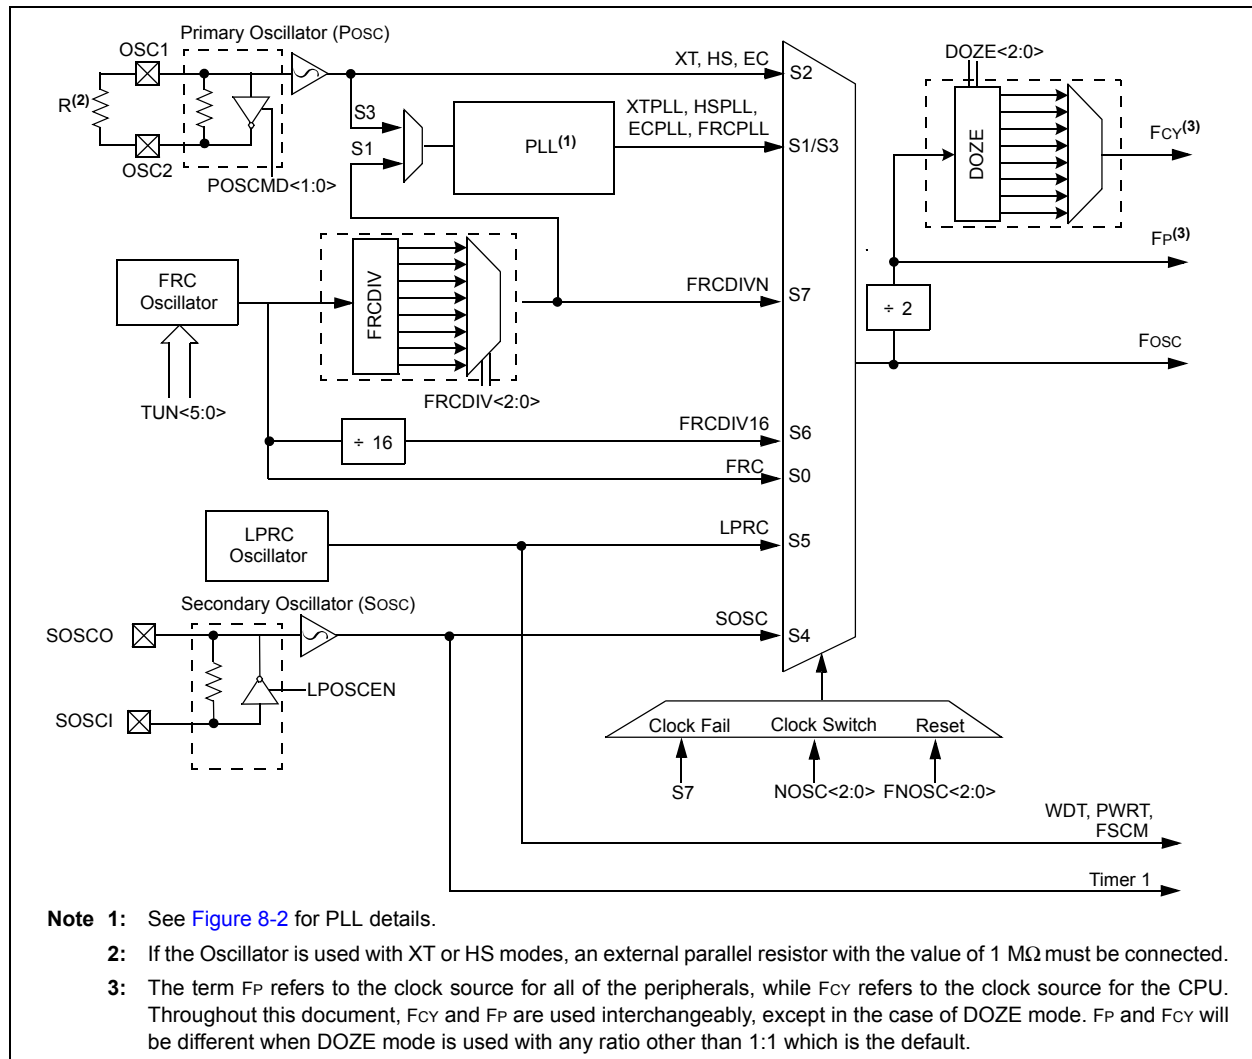 Primary Oscillator (POSC)
OSC1
R(2)
OSC2
POSCMD<1:0>
S3
S1
PLL(1)
XT, HS, EC
S2
XTPLL, HSPLL,
ECPLL, FRCPLL
S1/S3
DOZE<2:0>
DOZE
FCY(3)
FP(3)
÷ 2
FOSC
FRC
Oscillator
TUN<5:0>
FRCDIV
FRCDIV<2:0>
FRCDIVN
S7
÷ 16
FRCDIV16
S6
FRC
S0
LPRC
Oscillator
LPRC
S5
Secondary Oscillator (SOSC)
SOSCO
SOSC
S4
LPOSCEN
SOSCI
Clock Fail
Clock Switch
Reset
S7
NOSC<2:0>
FNOSC<2:0>
WDT, PWRT,
FSCM
Timer 1
Note 1: See Figure 8-2 for PLL details.
2: If the Oscillator is used with XT or HS modes, an external parallel resistor with the value of 1 MΩ must be connected.
3: The term FP refers to the clock source for all of the peripherals, while FCY refers to the clock source for the CPU.
Throughout this document, FCY and FP are used interchangeably, except in the case of DOZE mode. FP and FCY will
be different when DOZE mode is used with any ratio other than 1:1 which is the default.